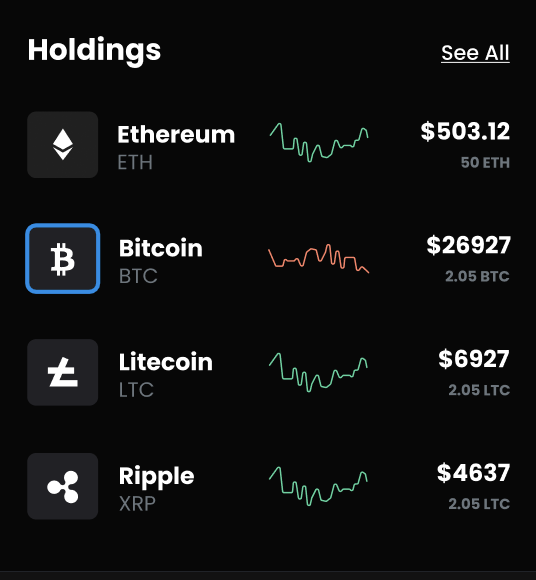 Holdings
See All
Ethereum
$503.12
ETH
50 ETH
Bitcoin
$26927
BTC
2.05 BTC
Litecoin
$6927
LTC
2.05 LTC
Ripple
$4637
XRP
2.05 LTC